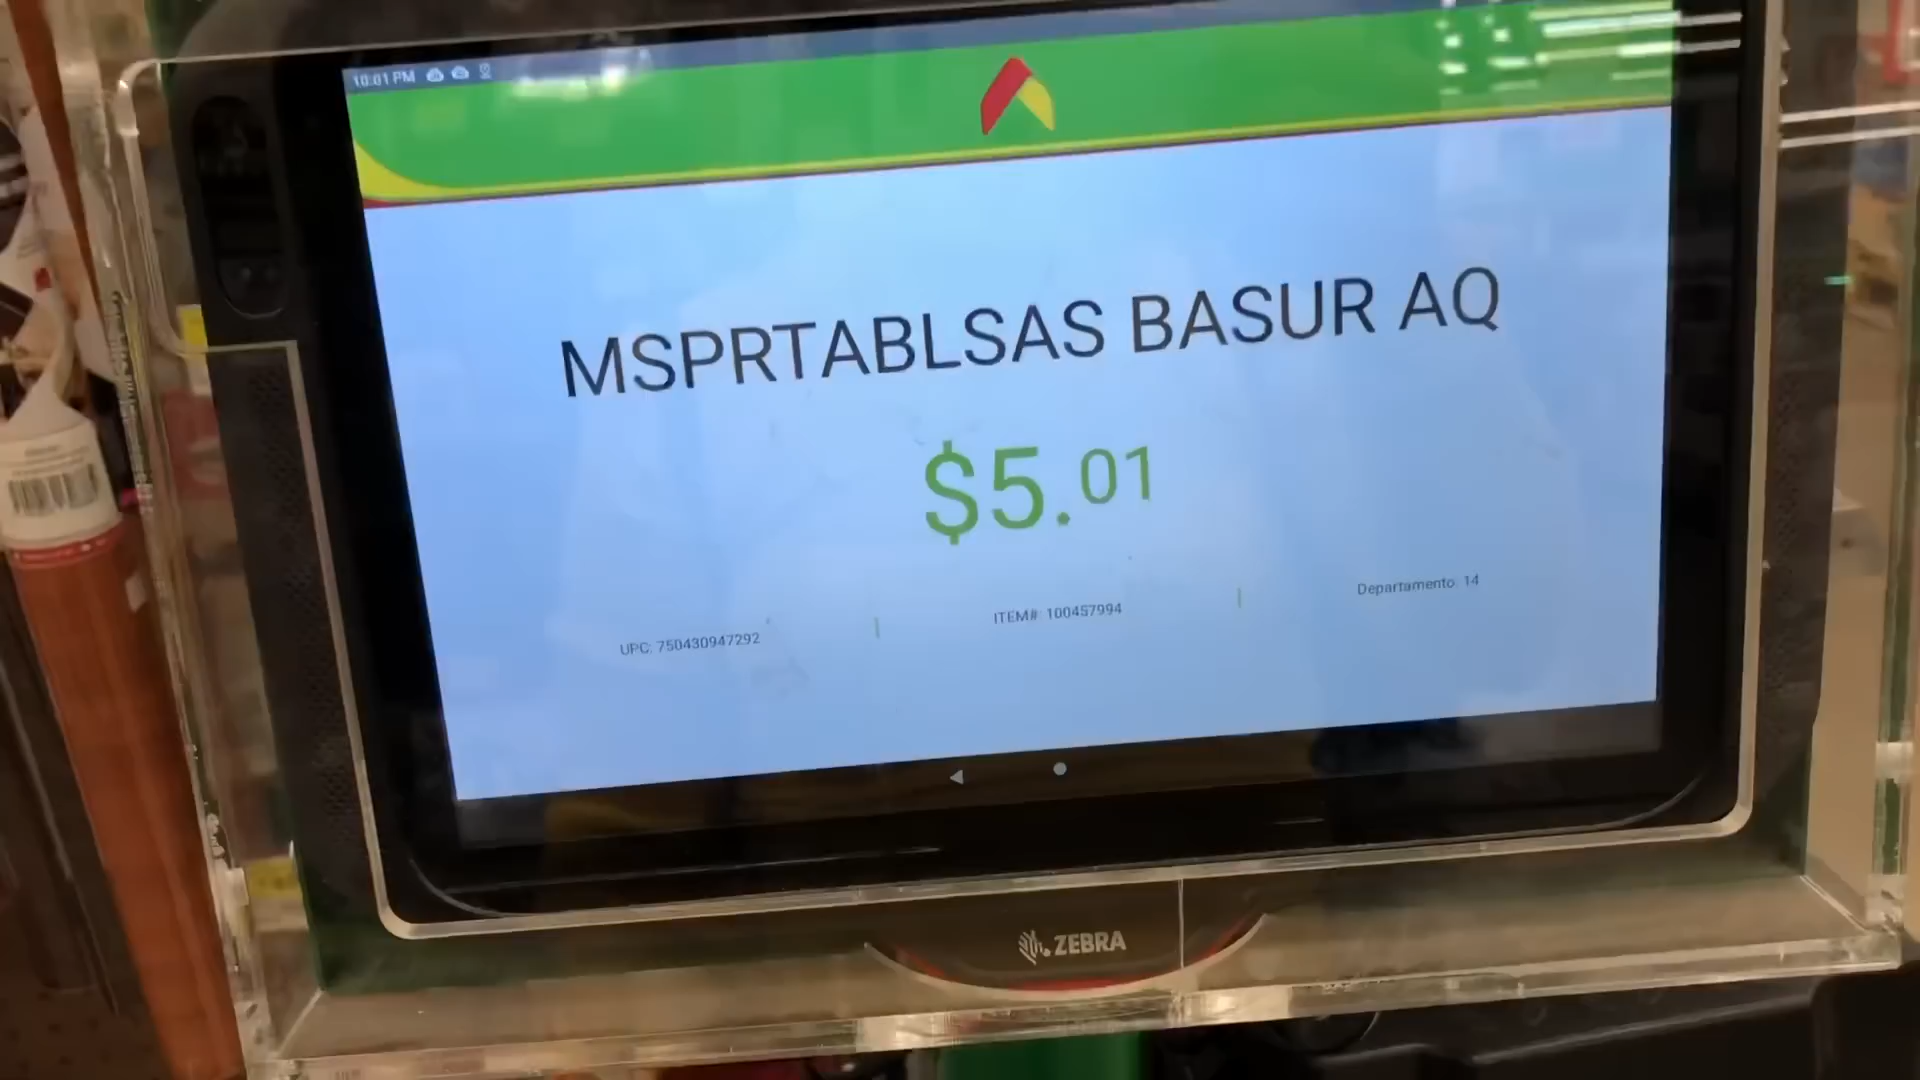 10:01 PM
MSPRTABLSAS BASUR AQ
$5.01
UPC: 750430947292
ITEM#: 100457994
Departamento: 14
ZEBRA